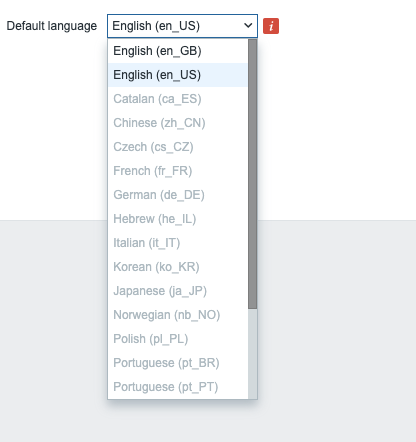 Default language English (en_US) i
English (en_GB)
English (en_US)
Catalan (ca_ES)
Chinese (zh_CN)
Czech (cs_CZ)
French (fr_FR)
German (de_DE)
Hebrew (he_IL)
Italian (it_IT)
Korean (ko_KR)
Japanese (ja_JP)
Norwegian (nb_NO)
Polish (pl_PL)
Portuguese (pt_BR)
Portuguese (pt_PT)